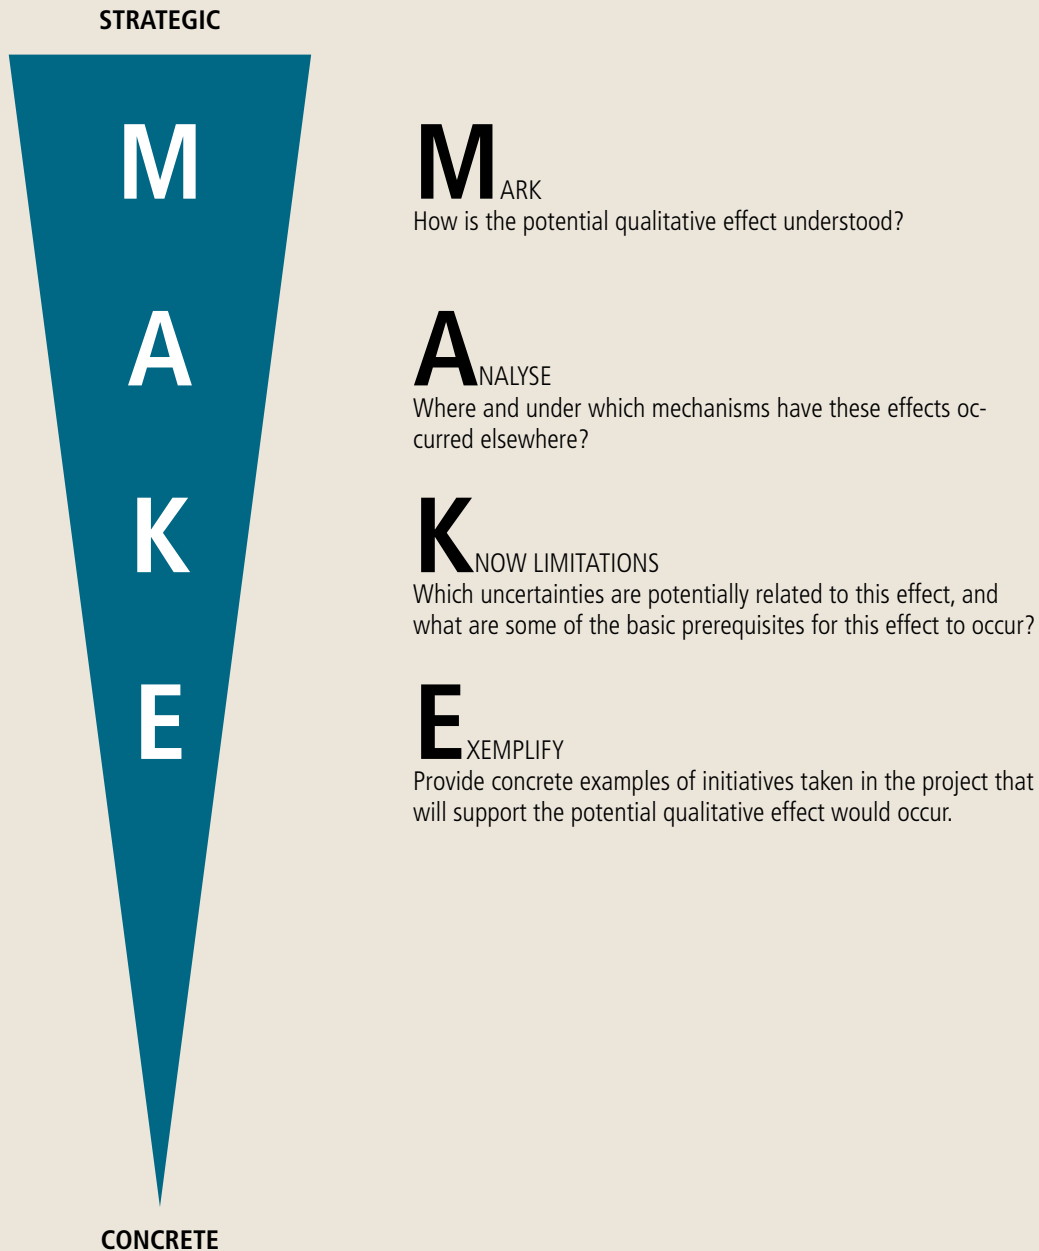 STRATEGIC
M
MARK
How is the potential qualitative effect understood?
A
ANALYSE
Where and under which mechanisms have these effects oc-
curred elsewhere?
K
KNOW LIMITATIONS
Which uncertainties are potentially related to this effect, and
what are some of the basic prerequisites for this effect to occur?
E
EXEMPLIFY
Provide concrete examples of initiatives taken in the project that
will support the potential qualitative effect would occur.
CONCRETE